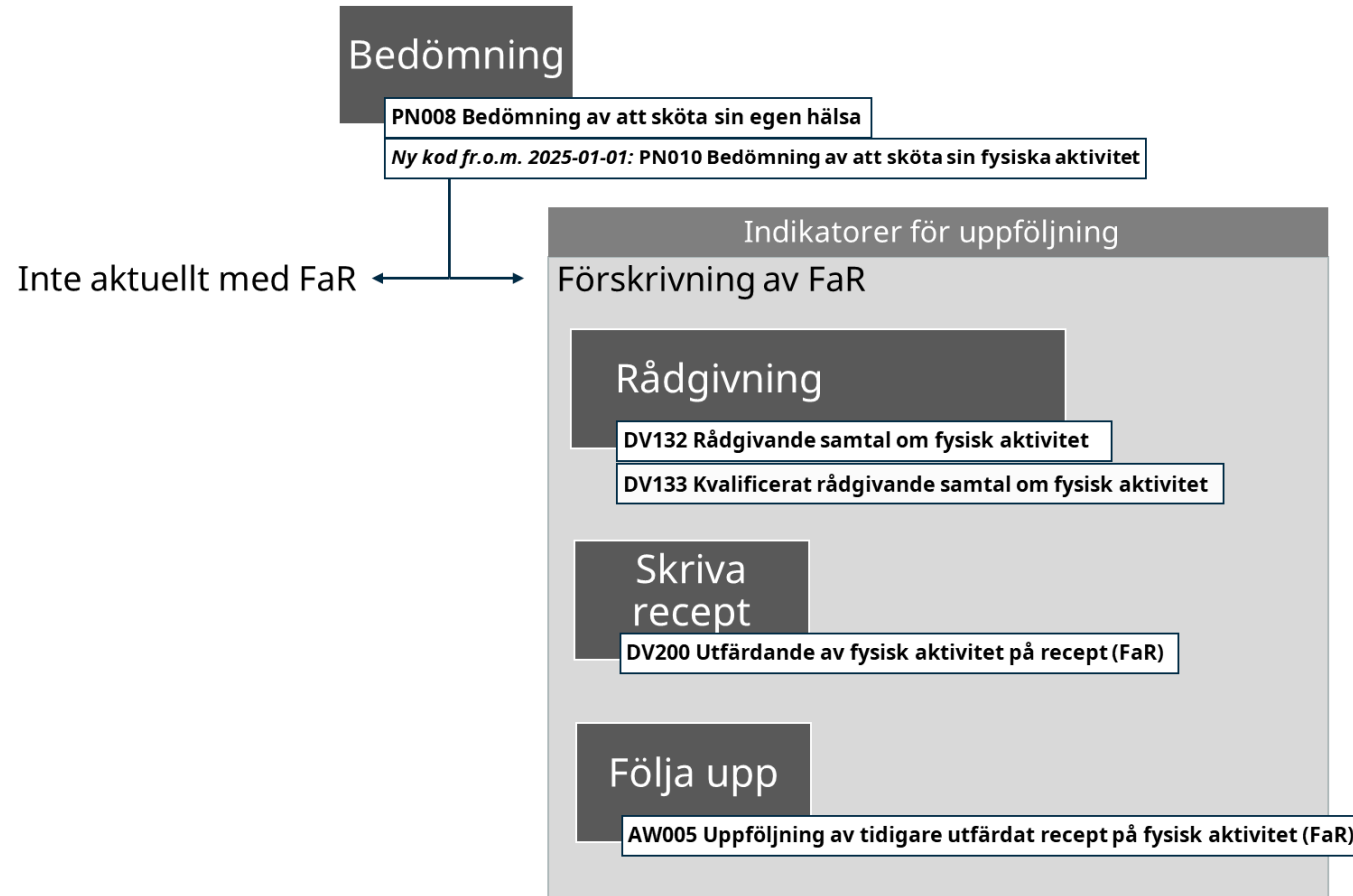 Bedömning
PN008 Bedömning av att sköta sin egen hälsa
Ny kod fr.o.m. 2025-01-01: PN010 Bedömning av att sköta sin fysiska aktivitet
Indikatorer för uppföljning
Inte aktuellt med FaR
Förskrivning av FaR
Rådgivning
DV132 Rådgivande samtal om fysisk aktivitet
DV133 Kvalificerat rådgivande samtal om fysisk aktivitet
Skriva
recept
DV200 Utfärdande av fysisk aktivitet på recept (FaR)
Följa upp
AW005 Uppföljning av tidigare utfärdat recept på fysisk aktivitet (FaR)